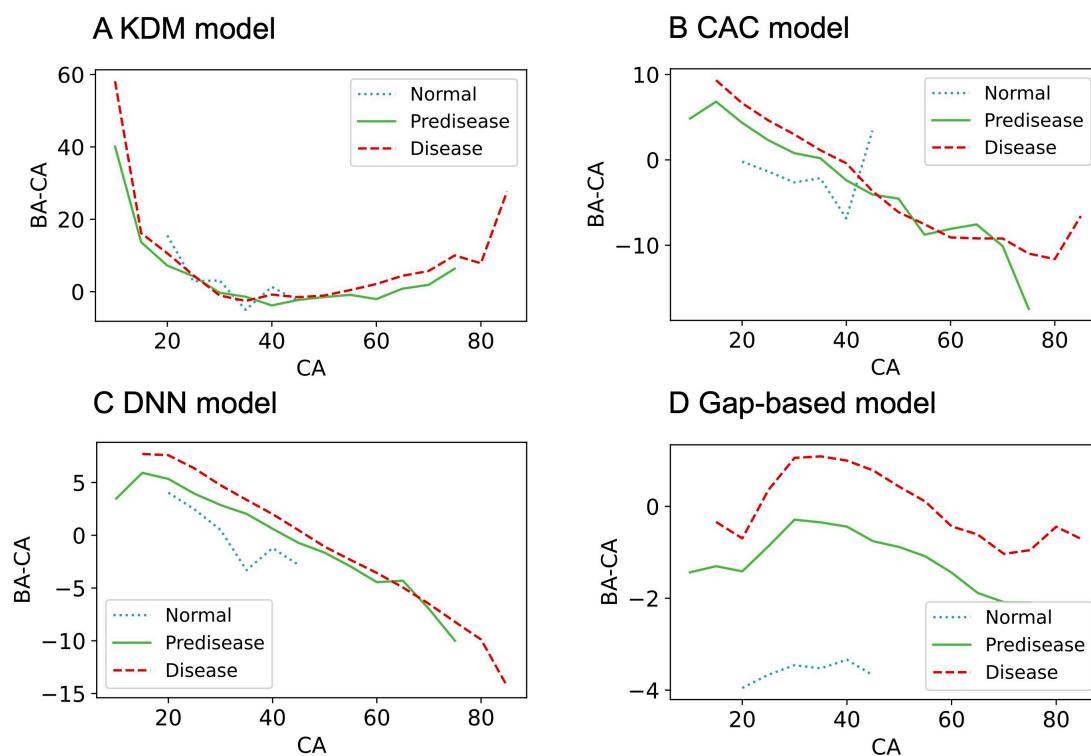 A KDM model
60
40
20
0
BA-CA
20
40
60
80
CA
Normal
Predisease
Disease
B CAC model
10
0
−10
BA-CA
20
40
60
80
CA
Normal
Predisease
Disease
C DNN model
5
0
−5
−10
−15
BA-CA
20
40
60
80
CA
Normal
Predisease
Disease
D Gap-based model
0
−2
−4
BA-CA
20
40
60
80
CA
Normal
Predisease
Disease